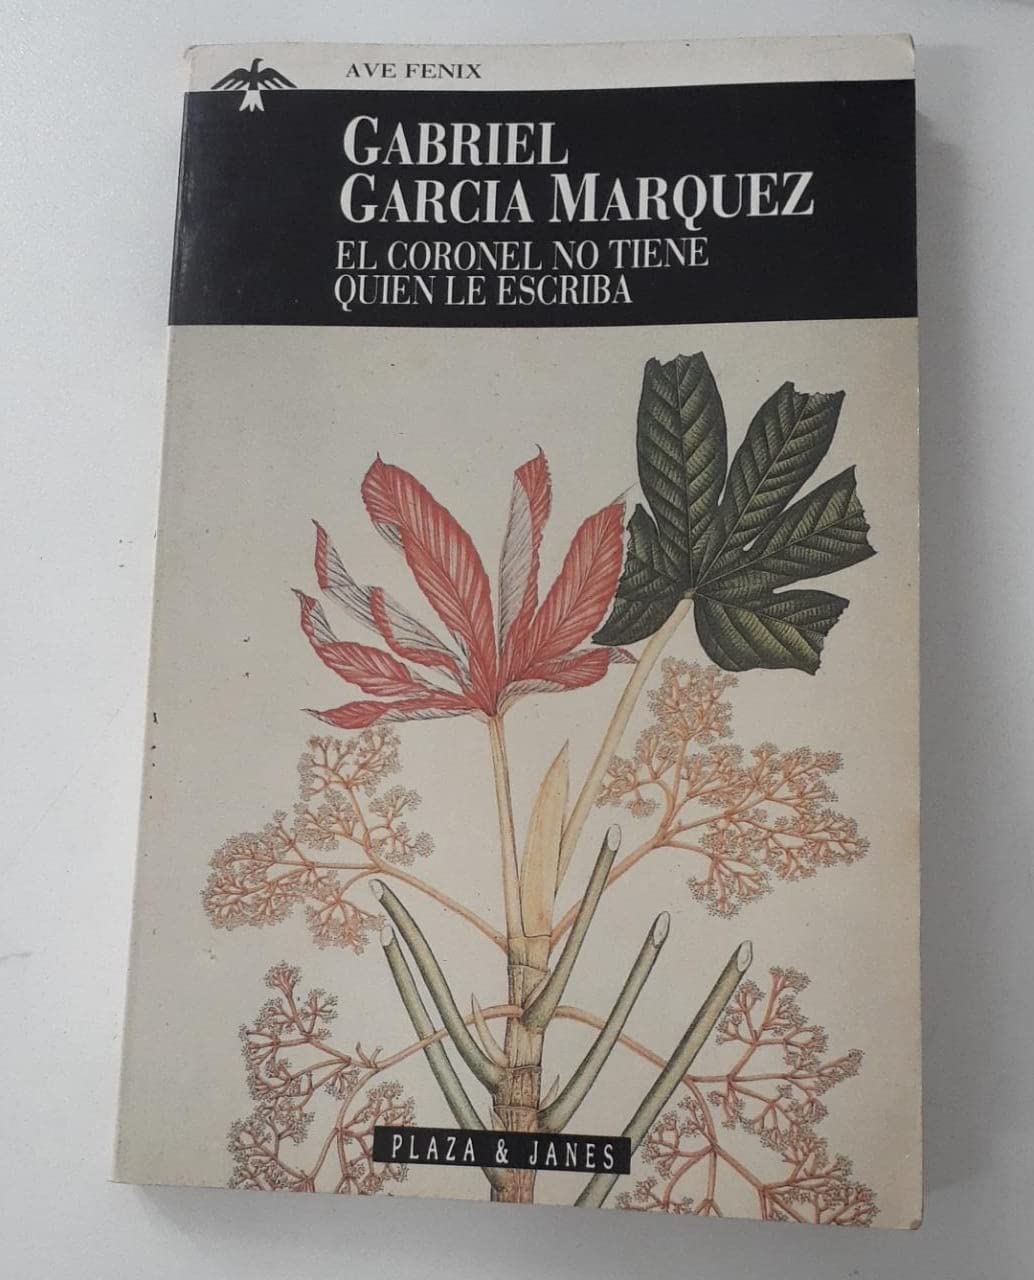 AVE FENIX
GABRIEL
GARCIA MARQUEZ
EL CORONEL NO TIENE
QUIEN LE ESCRIBA
PLAZA & JANES